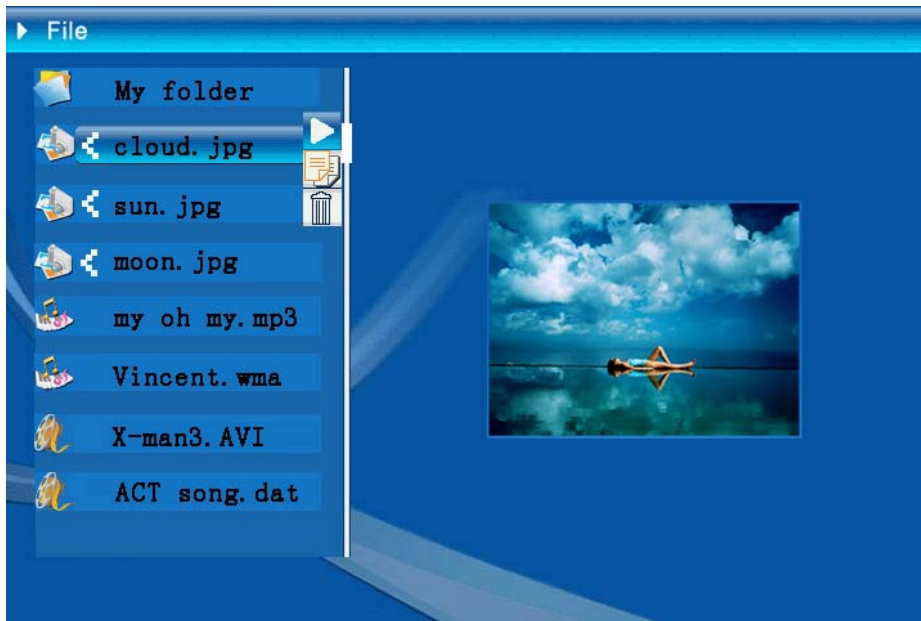 File
My folder
cloud.jpg
sun.jpg
moon.jpg
my oh my.mp3
Vincent.wma
X-man3.AVI
ACT song.dat